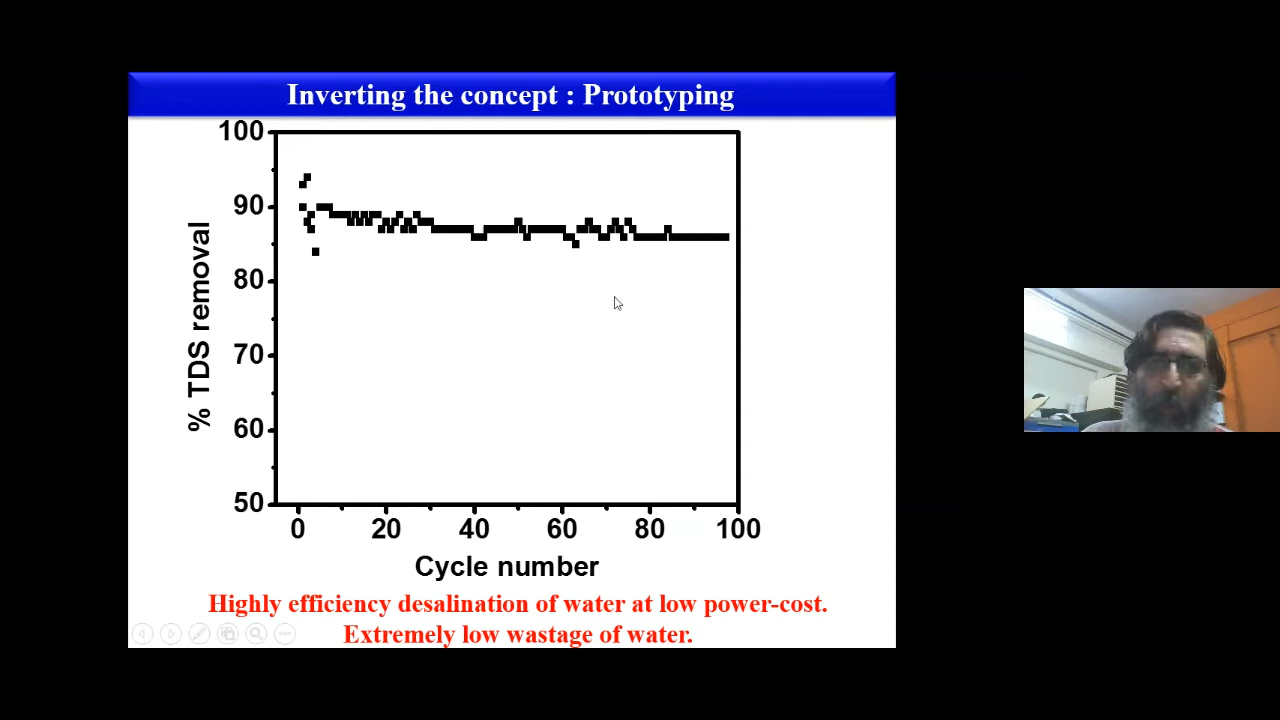 Inverting the concept : Prototyping
100
90
80
70
60
50
% TDS removal
0 20 40 60 80 100
Cycle number
Highly efficiency desalination of water at low power-cost.
Extremely low wastage of water.